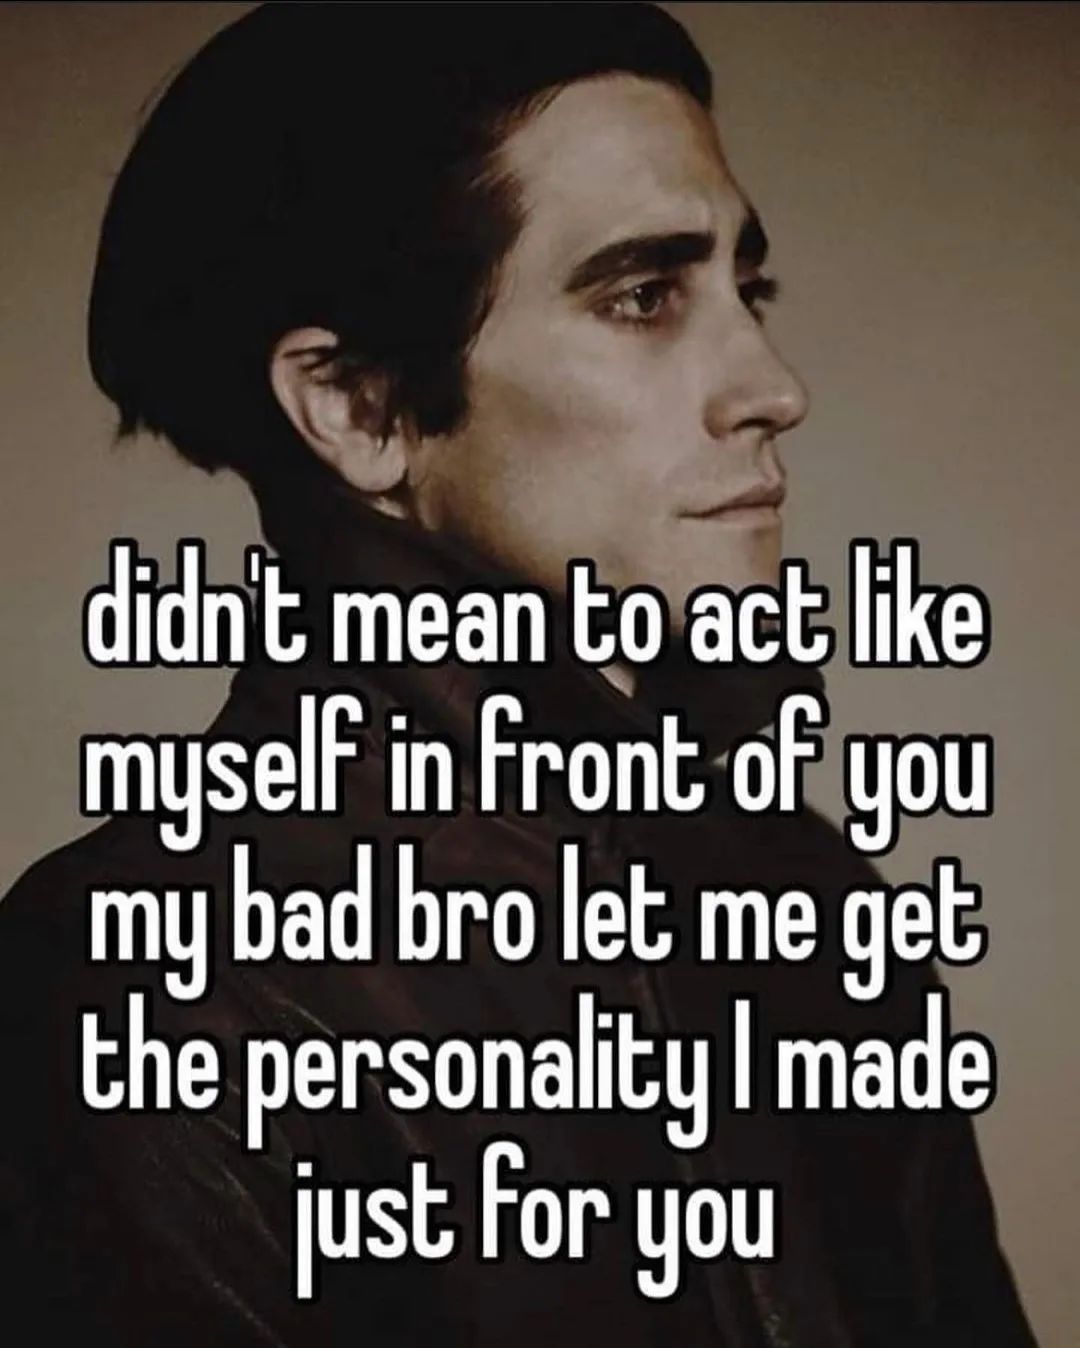 didn't mean to act like
myself in front of you
my bad bro let me get
the personality I made
just for you